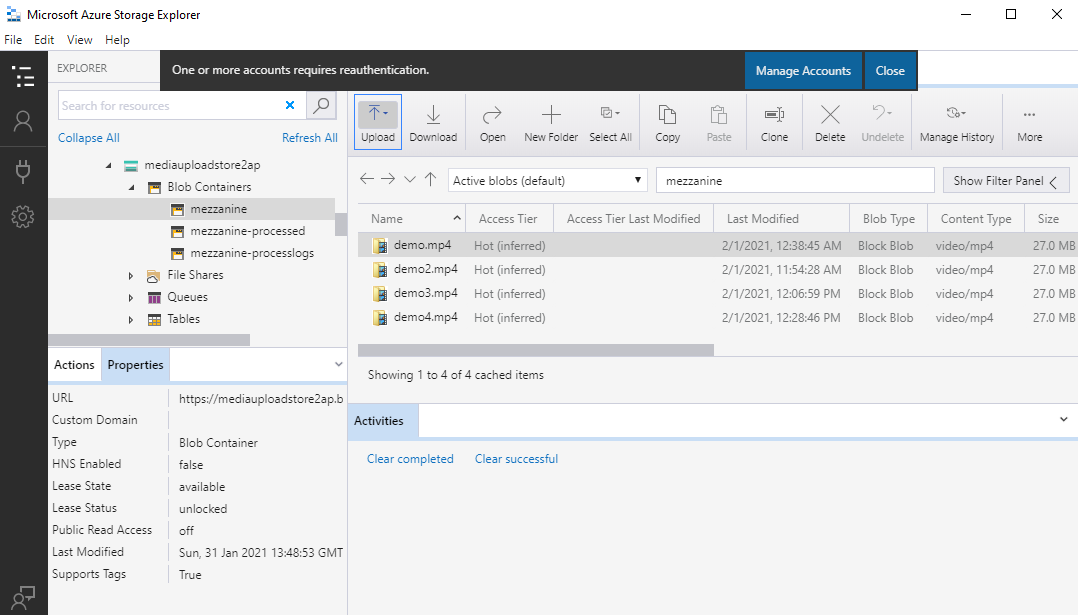 Microsoft Azure Storage Explorer
File Edit View Help
EXPLORER
One or more accounts requires reauthentication.
Manage Accounts
Close
Search for resources
Collapse All
Refresh All
mediauploadstore2ap
Blob Containers
mezzanine
mezzanine-processed
mezzanine-processlogs
File Shares
Queues
Tables
Actions
Properties
URL https://mediauploadstore2ap.b
Custom Domain
Type Blob Container
HNS Enabled false
Lease State available
Lease Status unlocked
Public Read Access off
Last Modified Sun, 31 Jan 2021 13:48:53 GMT
Supports Tags True
Upload Download Open New Folder Select All Copy Paste Clone Delete Undelete Manage History More
Active blobs (default)
mezzanine
Show Filter Panel
Name Access Tier Access Tier Last Modified Last Modified Blob Type Content Type Size
demo.mp4 Hot (inferred) 2/1/2021, 12:38:45 AM Block Blob video/mp4 27.0 MB
demo2.mp4 Hot (inferred) 2/1/2021, 11:54:28 AM Block Blob video/mp4 27.0 MB
demo3.mp4 Hot (inferred) 2/1/2021, 12:06:59 PM Block Blob video/mp4 27.0 MB
demo4.mp4 Hot (inferred) 2/1/2021, 12:28:46 PM Block Blob video/mp4 27.0 MB
Showing 1 to 4 of 4 cached items
Activities
Clear completed Clear successful